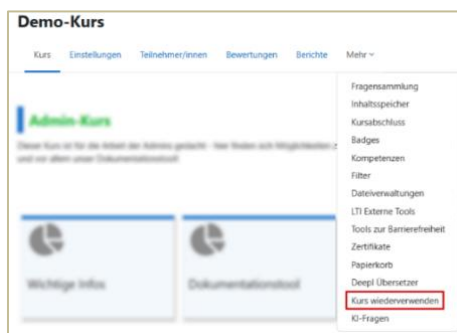 Demo-Kurs
Kurs Einstellungen Teilnehmer/innen Bewertungen Berichte Mehr
Fragensammlung
Inhaltsspeicher
Kursabschluss
Badges
Kompetenzen
Filter
Dateiverwaltungen
LTI Externe Tools
Tools zur Barrierefreiheit
Zertifikate
Papierkorb
Deepl Übersetzer
Kurs wiederverwenden
KI-Fragen
Admin-Kurs
Wichtige Infos
Dokumentationstool